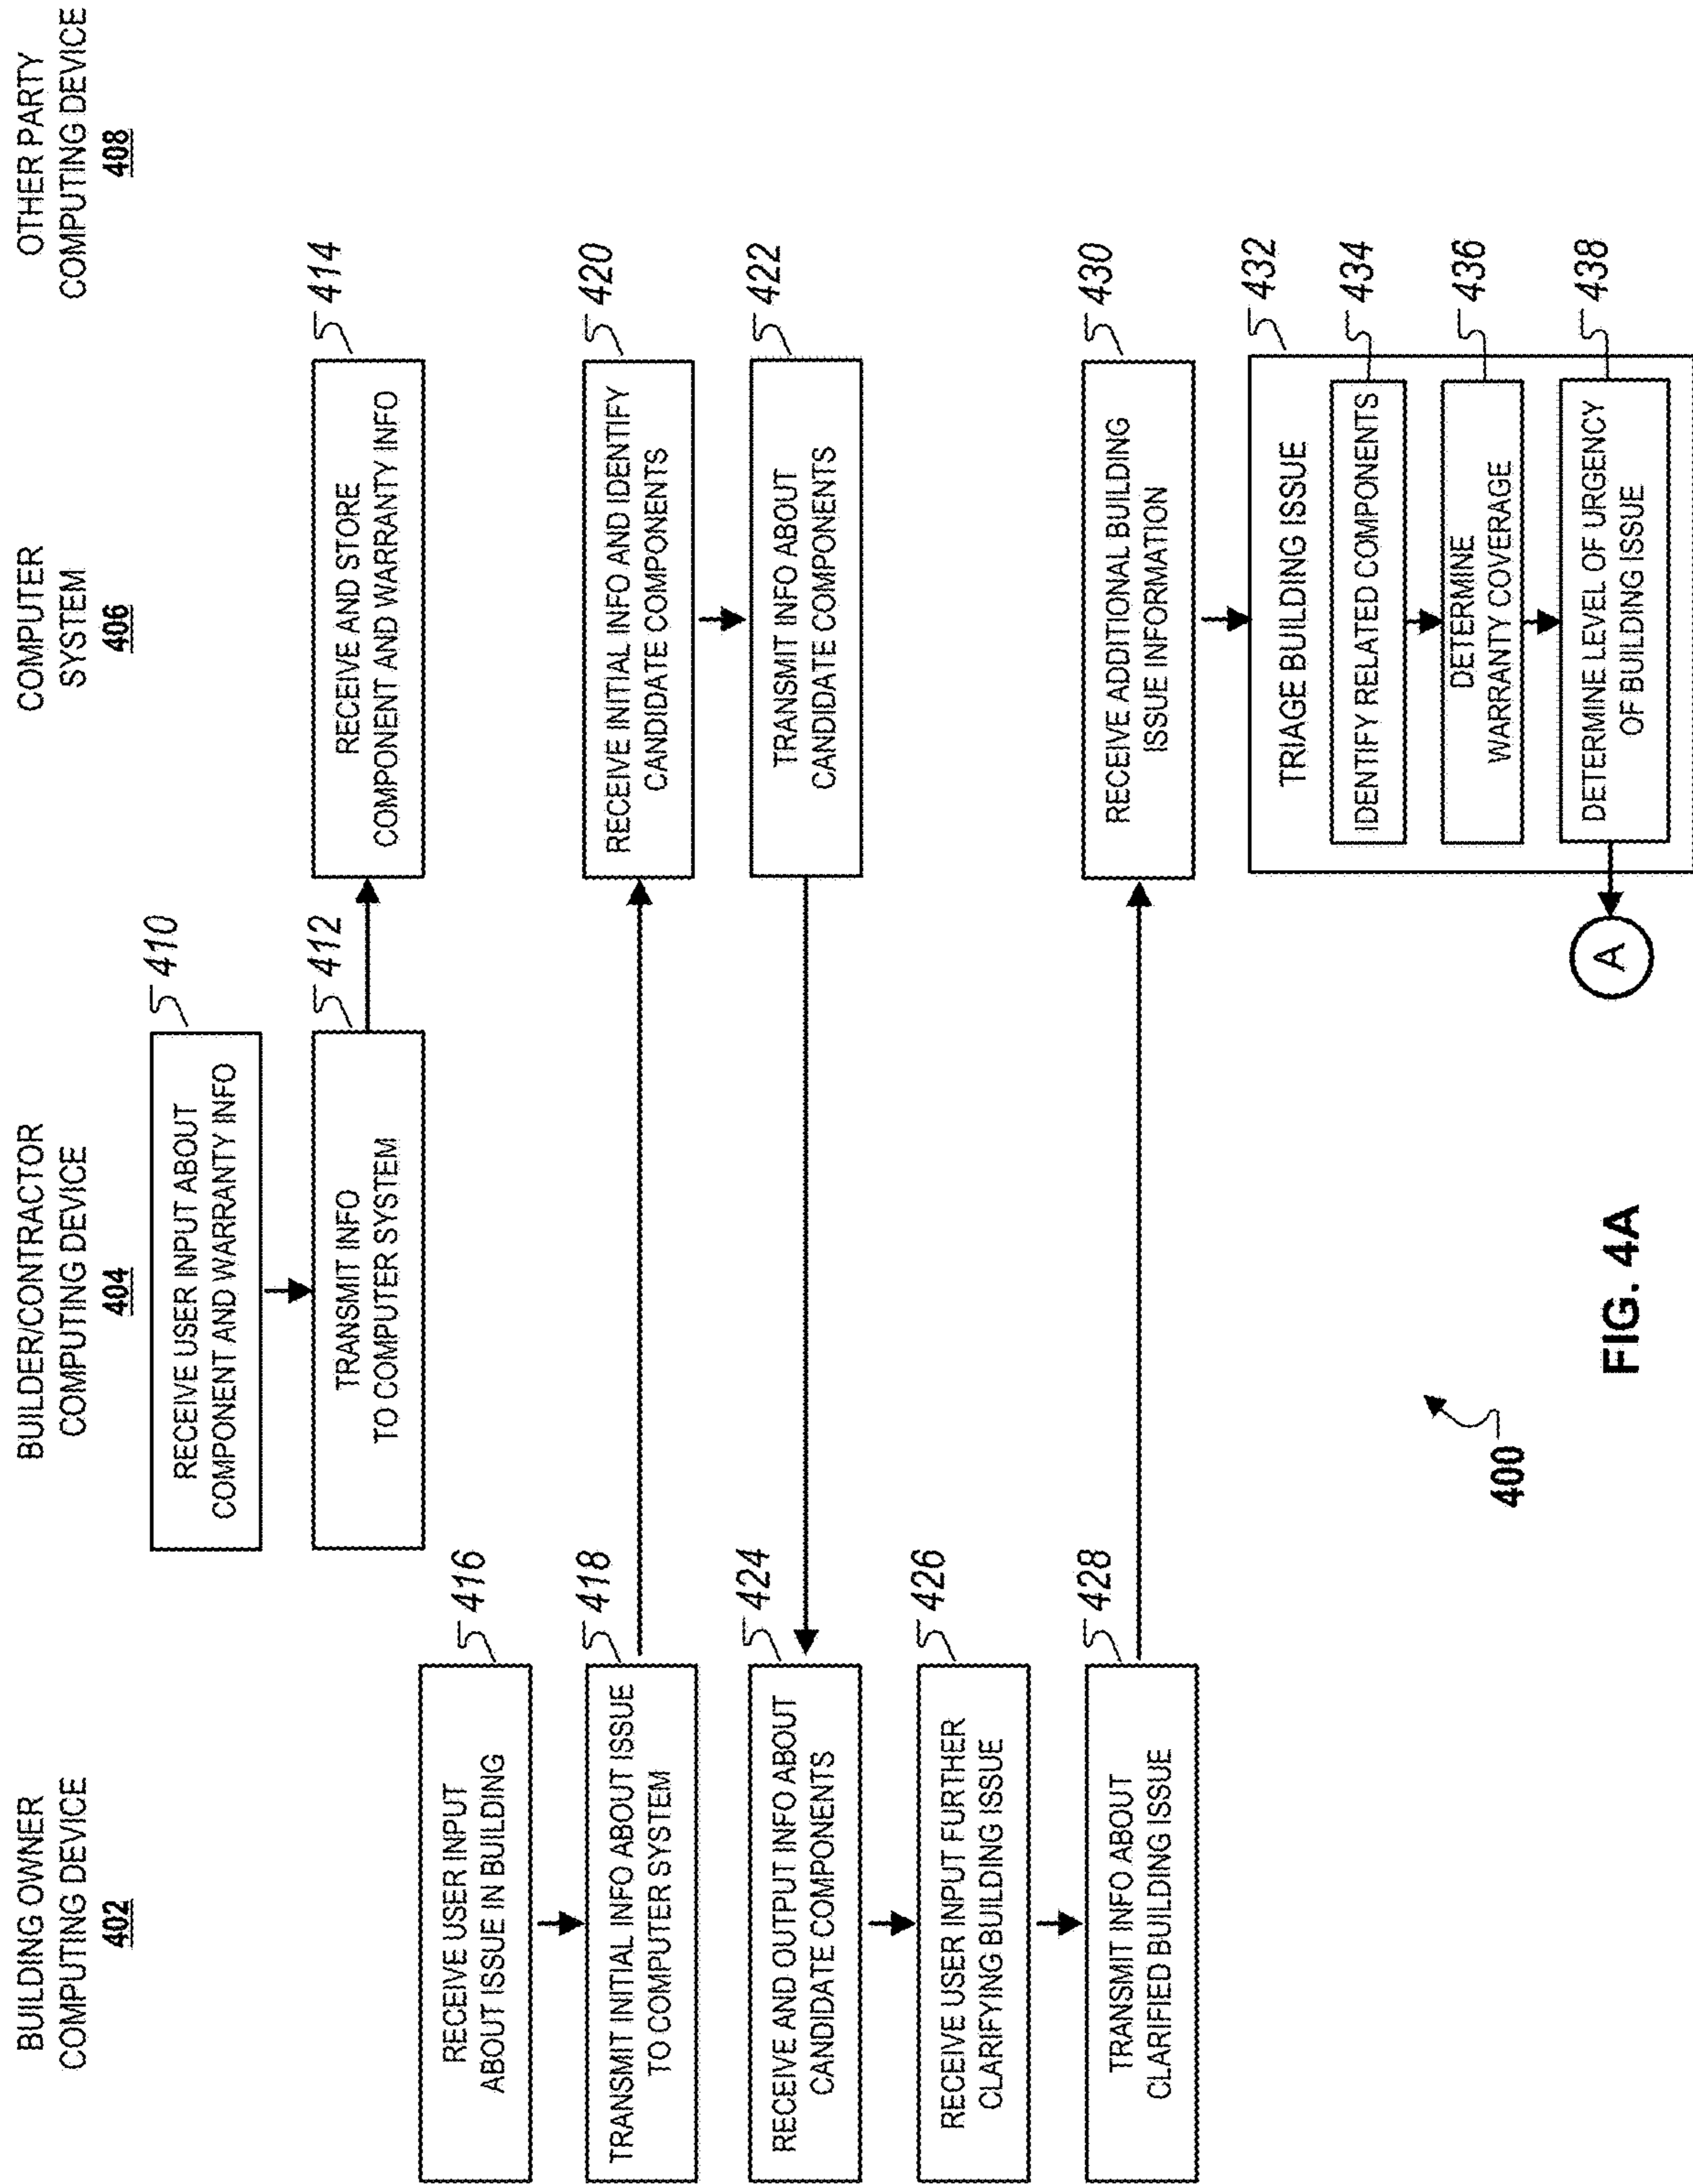 BUILDING OWNER
COMPUTING DEVICE
402
BUILDER/CONTRACTOR
COMPUTING DEVICE
404
COMPUTER
SYSTEM
406
OTHER PARTY
COMPUTING DEVICE
408
410
RECEIVE USER INPUT ABOUT
COMPONENT AND WARRANTY INFO
412
TRANSMIT INFO
TO COMPUTER SYSTEM
414
RECEIVE AND STORE
COMPONENT AND WARRANTY INFO
416
RECEIVE USER INPUT
ABOUT ISSUE IN BUILDING
418
TRANSMIT INITIAL INFO ABOUT ISSUE
TO COMPUTER SYSTEM
420
RECEIVE INITIAL INFO AND IDENTIFY
CANDIDATE COMPONENTS
422
TRANSMIT INFO ABOUT
CANDIDATE COMPONENTS
424
RECEIVE AND OUTPUT INFO ABOUT
CANDIDATE COMPONENTS
426
RECEIVE USER INPUT FURTHER
CLARIFYING BUILDING ISSUE
428
TRANSMIT INFO ABOUT
CLARIFIED BUILDING ISSUE
430
RECEIVE ADDITIONAL BUILDING
ISSUE INFORMATION
432
TRIAGE BUILDING ISSUE
434
IDENTIFY RELATED COMPONENTS
436
DETERMINE
WARRANTY COVERAGE
438
DETERMINE LEVEL OF URGENCY
OF BUILDING ISSUE
A
400
FIG. 4A